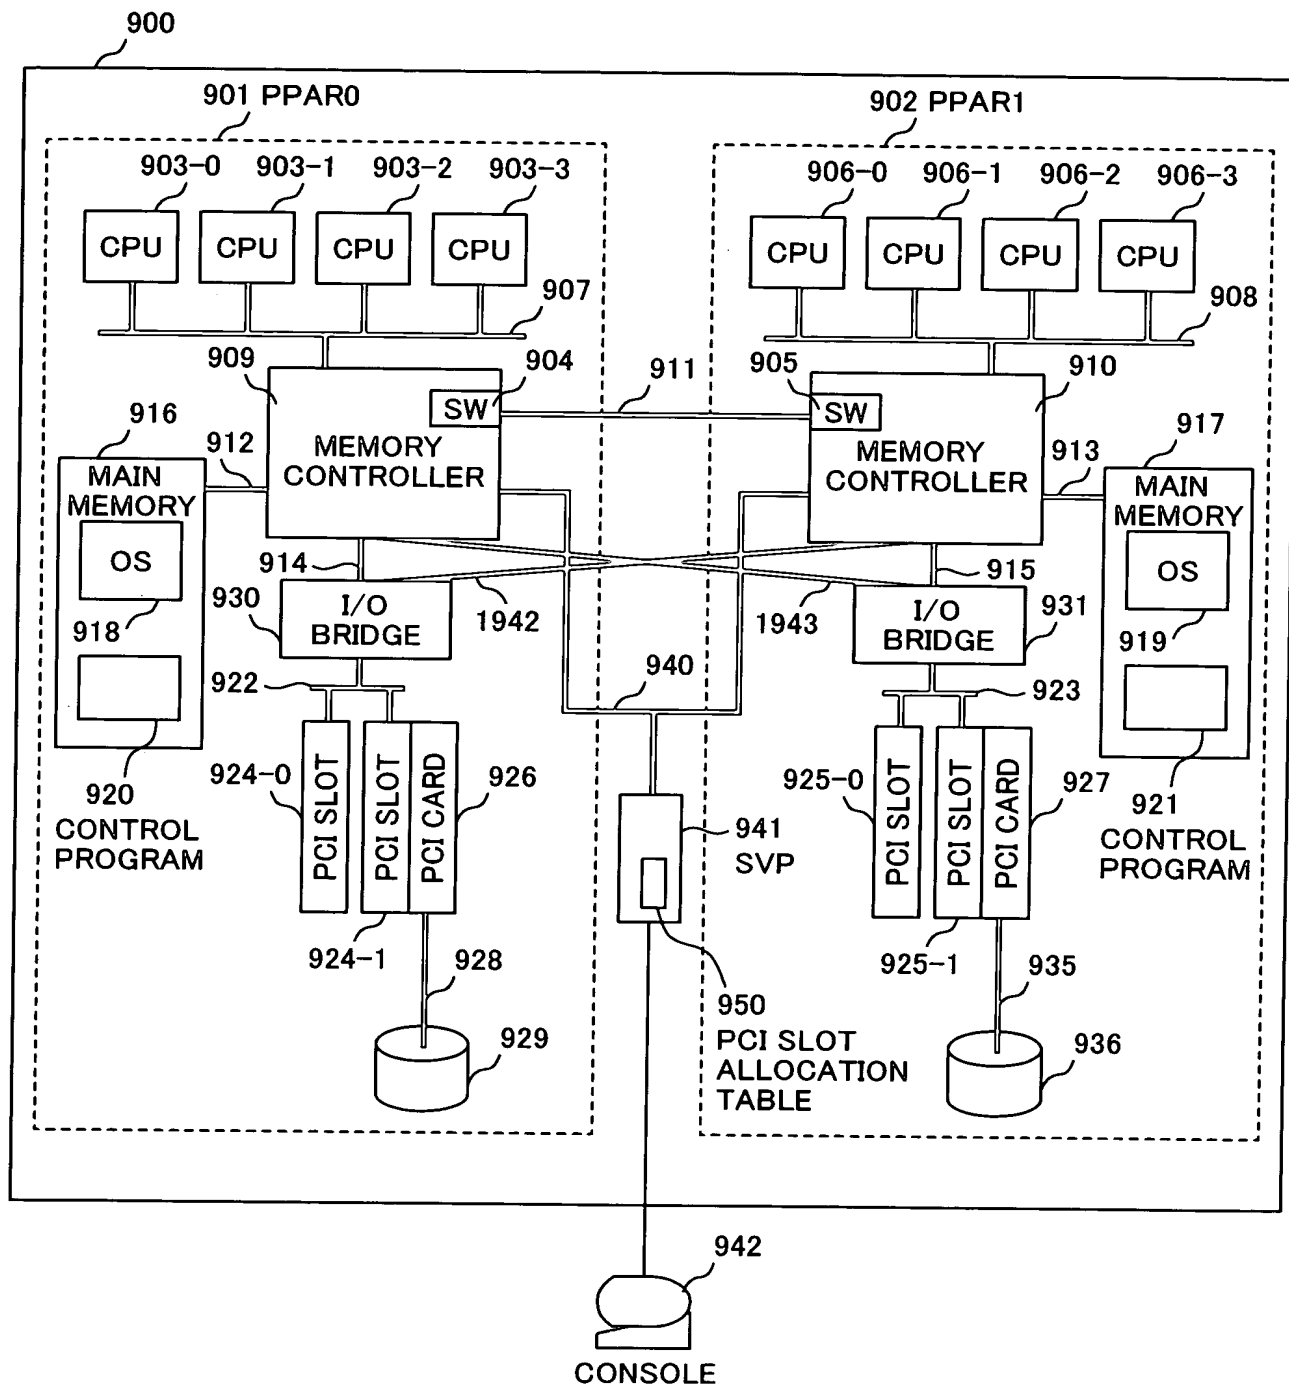 900
901 PPAR0
902 PPAR1
903-0
903-1
903-2
903-3
906-0
906-1
906-2
906-3
CPU
CPU
CPU
CPU
CPU
CPU
CPU
CPU
907
908
909
904
911
905
910
SW
SW
916
912
MEMORY
CONTROLLER
MEMORY
CONTROLLER
913
917
MAIN
MEMORY
MAIN
MEMORY
OS
OS
914
915
918
919
930
I/O
BRIDGE
1942
1943
I/O
BRIDGE
931
922
940
923
924-0
PCI SLOT
PCI SLOT
PCI CARD
926
925-0
PCI SLOT
PCI SLOT
PCI CARD
927
920
CONTROL
PROGRAM
921
CONTROL
PROGRAM
941
SVP
924-1
925-1
928
935
950
PCI SLOT
ALLOCATION
TABLE
929
936
942
CONSOLE